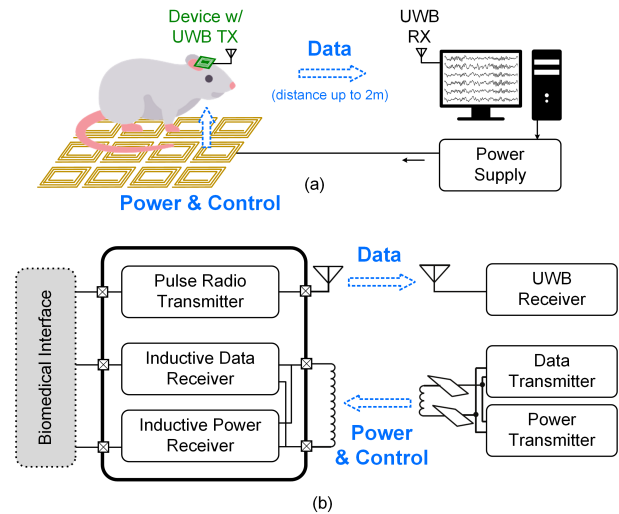 Device w/
UWB TX
UWB
RX
Data
(distance up to 2m)
Power
Supply
Power & Control
(a)
Biomedical Interface
Pulse Radio
Transmitter
Data
UWB
Receiver
Inductive Data
Receiver
Data
Transmitter
Inductive Power
Receiver
Power
& Control
Power
Transmitter
(b)